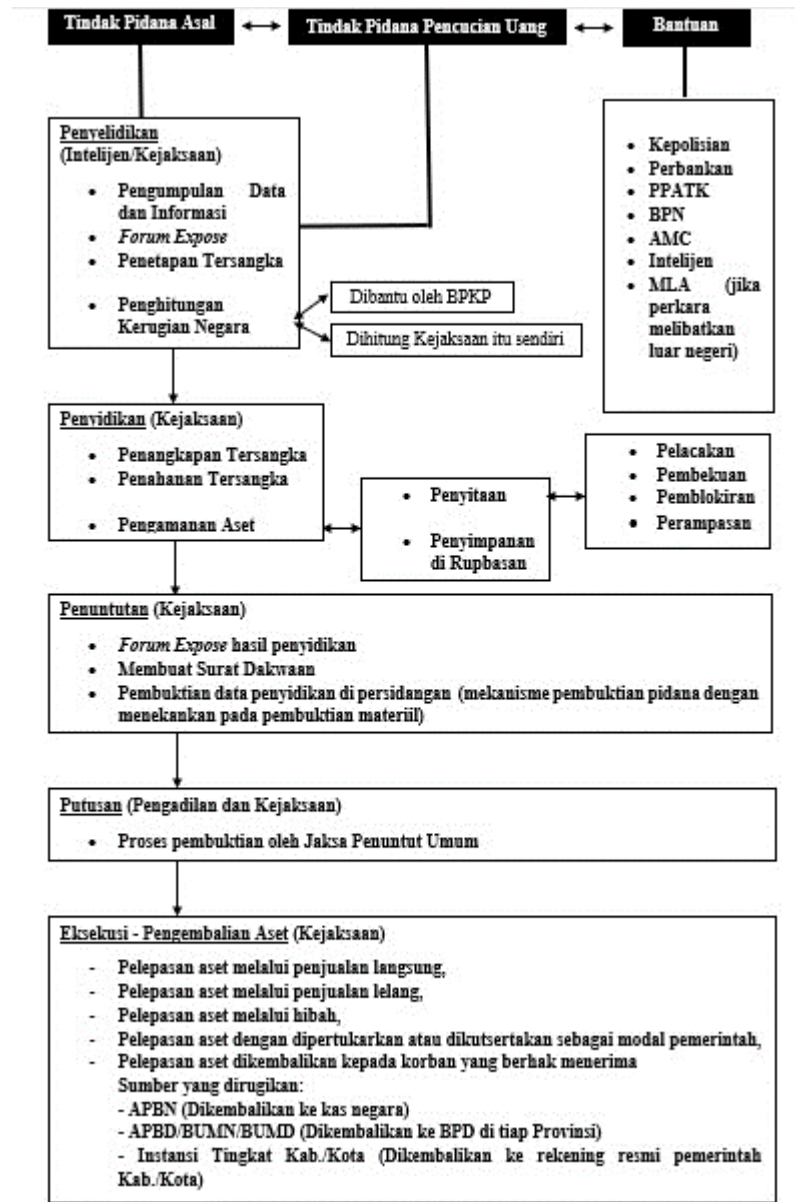 Tindak Pidana Asal
Tindak Pidana Pencucian Uang
Bantuan
Penyelidikan
(Intelijen/Kejaksaan)
• Pengumpulan Data
dan Informasi
• Forum Expose
• Penetapan Tersangka
• Penghitungan
Kerugian Negara
Dibantu oleh BPKP
Dihitung Kejaksaan itu sendiri
• Kepolisian
• Perbankan
• PPATK
• BPN
• AMC
• Intelijen
• MLA (jika
perkara
melibatkan
luar negeri)
Penyidikan (Kejaksaan)
• Penangkapan Tersangka
• Penahanan Tersangka
• Pengamanan Aset
• Penyitaan
• Penyimpanan
di Rupbasan
• Pelacakan
• Pembekuan
• Pemblokiran
• Perampasan
Penuntutan (Kejaksaan)
• Forum Expose hasil penyidikan
• Membuat Surat Dakwaan
• Pembuktian data penyidikan di persidangan (mekanisme pembuktian pidana dengan
menekankan pada pembuktian materiil)
Putusan (Pengadilan dan Kejaksaan)
• Proses pembuktian oleh Jaksa Penuntut Umum
Eksekusi - Pengembalian Aset (Kejaksaan)
- Pelepasan aset melalui penjualan langsung,
- Pelepasan aset melalui penjualan lelang,
- Pelepasan aset melalui hibah,
- Pelepasan aset dengan dipertukarkan atau dikutsertakan sebagai modal pemerintah,
- Pelepasan aset dikembalikan kepada korban yang berhak menerima
Sumber yang dirugikan:
- APBN (Dikembalikan ke kas negara)
- APBD/BUMN/BUMD (Dikembalikan ke BPD di tiap Provinsi)
- Instansi Tingkat Kab./Kota (Dikembalikan ke rekening resmi pemerintah
Kab./Kota)